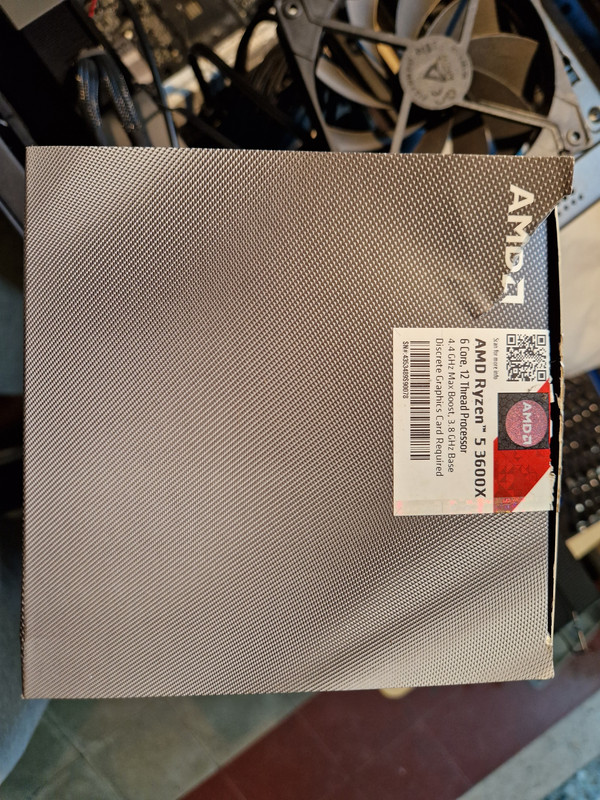 AMD
Scan for more info
AMD
AMD Ryzen™ 5 3600X
6 Core, 12 Thread Processor
4.4 GHz Max Boost, 3.8 GHz Base
Discrete Graphics Card Required